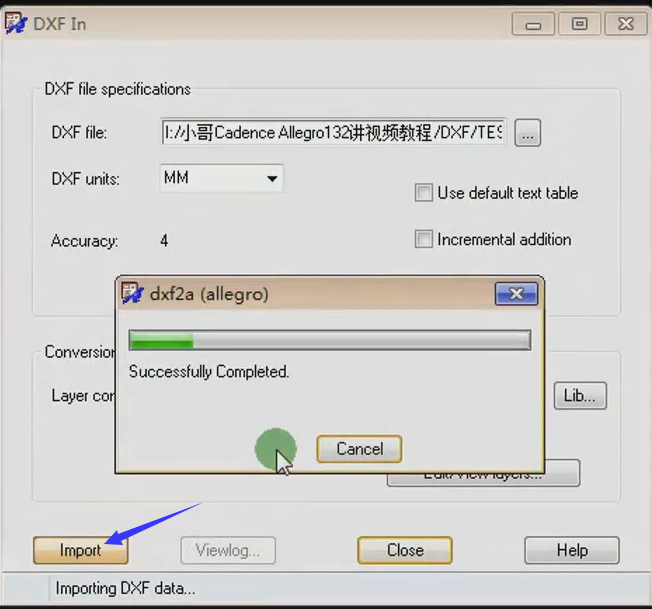 DXF In
DXF file specifications
DXF file:
I:/小哥Cadence Allegro132讲视频教程/DXF/TES
...
DXF units:
MM
Use default text table
Accuracy:
4
Incremental addition
dxf2a (allegro)
Successfully Completed.
Cancel
Conversion
Layer con
Lib...
Edit/View layers...
Import
Viewlog...
Close
Help
Importing DXF data...